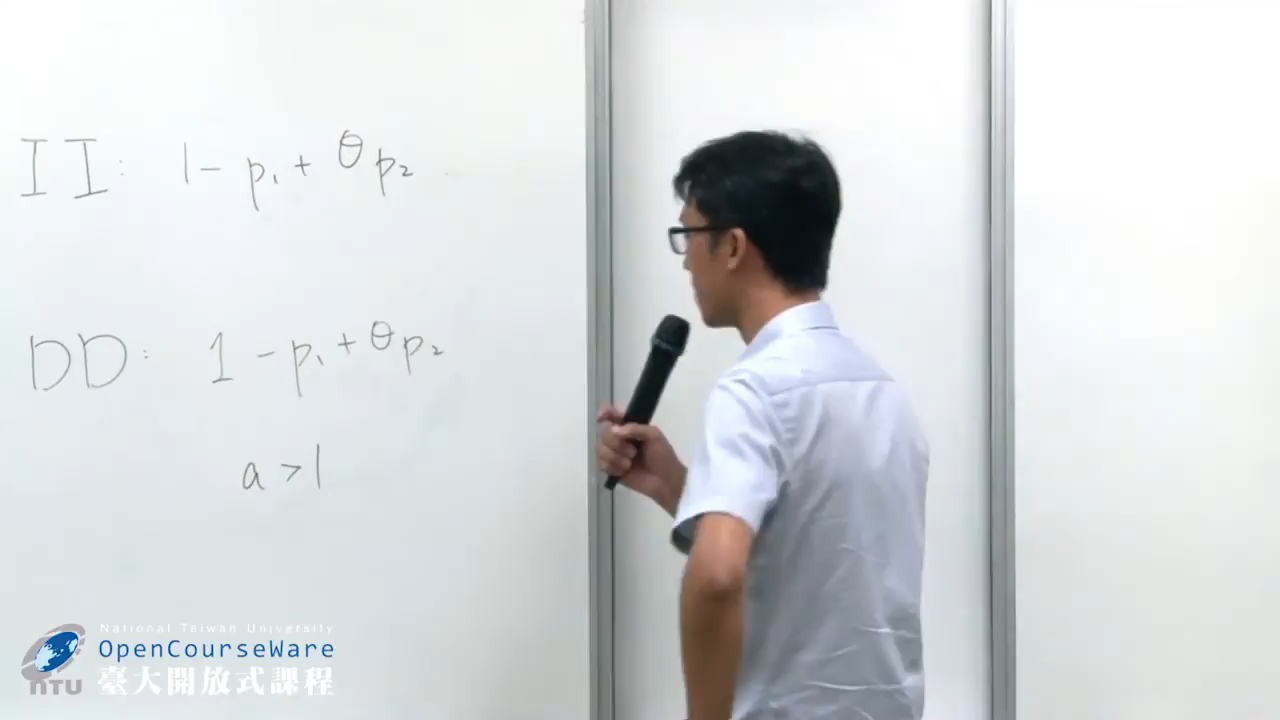 II: 1-p₁+θp₂
DD: 1-p₁+θp₂
a>1
National Taiwan University
OpenCourseWare
NTU 臺大開放式課程